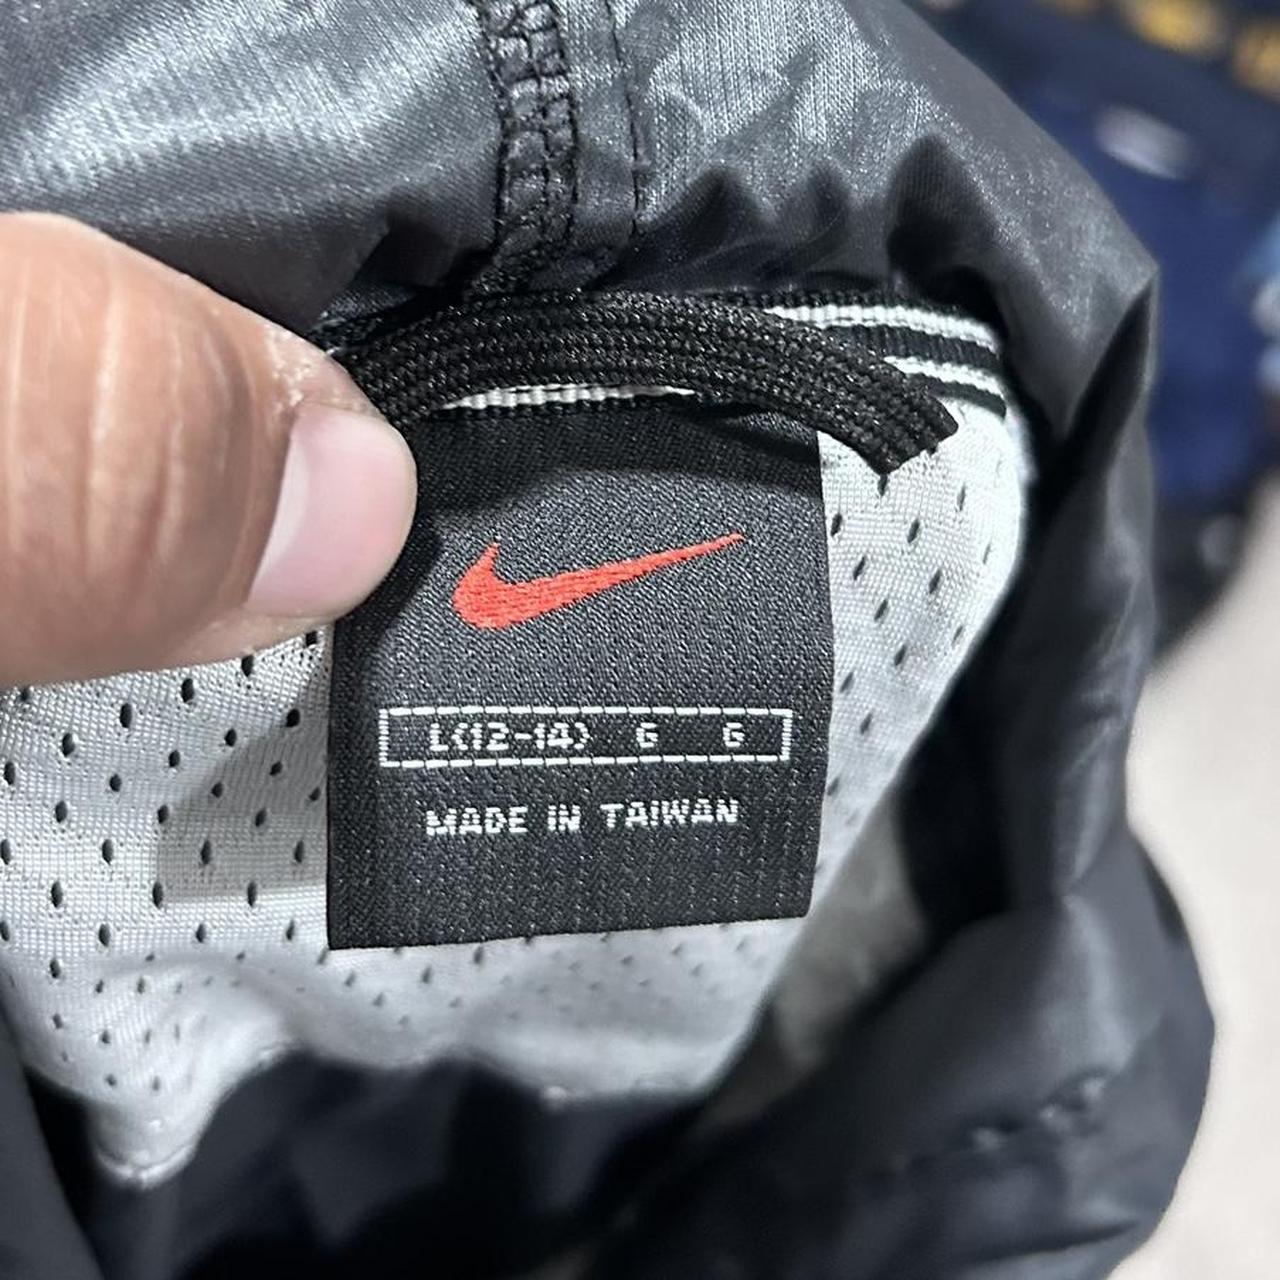 L(12-14) G G
MADE IN TAIWAN